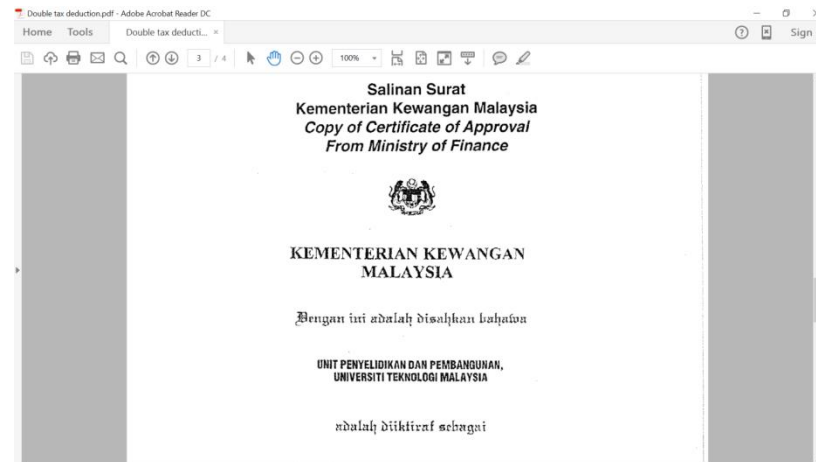 Double tax deduction.pdf - Adobe Acrobat Reader DC
Home Tools Double tax deducti... × Sign
3 / 4 100%
Salinan Surat
Kementerian Kewangan Malaysia
Copy of Certificate of Approval
From Ministry of Finance
KEMENTERIAN KEWANGAN
MALAYSIA
Dengan ini adalah disahkan bahawa
UNIT PENYELIDIKAN DAN PEMBANGUNAN,
UNIVERSITI TEKNOLOGI MALAYSIA
adalah diiktiraf sebagai